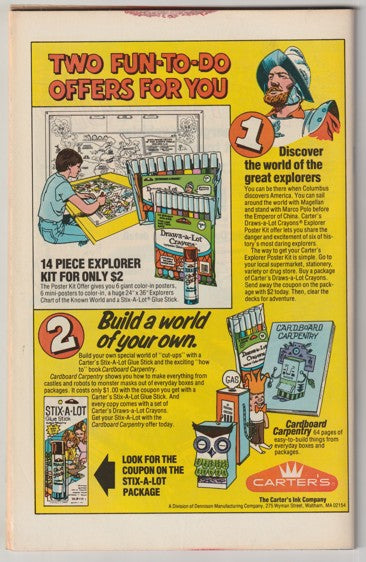 TWO FUN-TO-DO
OFFERS FOR YOU
1
Discover
the world of the
great explorers
You can be there when Columbus
discovers America. You can sail
around the world with Magellan
and stand with Marco Polo before
the Emperor of China. Carter's
Draws-a-Lot Crayons® Explorers
Poster Kit offer lets you share the
danger and excitement of six of his-
tory's most daring explorers.
The way to get your Carter's
Explorer Poster Kit is simple. Go to
your local supermarket, stationery,
variety or drug store. Buy a package
of Carter's Draws-a-Lot Crayons.
Send away the coupon on the pack-
age with $2 today. Then, clear the
decks for adventure.
Draws-a-Lot
Crayons
14 PIECE EXPLORER
KIT FOR ONLY $2
The Poster Kit Offer gives you 6 giant color-in posters,
6 mini-posters to color-in, a huge 24" x 36" Explorers
Chart of the Known World and a Stix-A-Lot® Glue Stick.
2
Build a world
of your own.
Build your own special world of "cut-ups" with a
Carter's Stix-A-Lot Glue Stick and the exciting "how
to" book Cardboard Carpentry.
Cardboard Carpentry shows you how to make everything from
castles and robots to monster masks out of everyday boxes and
packages. It costs only $1.00 with the coupon you get with a
Carter's Stix-A-Lot Glue Stick. And
every copy comes with a set of
Carter's Draws-a-Lot Crayons.
Get your Stix-A-Lot with the
Cardboard Carpentry offer today.
STIX-A-LOT
Glue Stick
LOOK FOR
THE COUPON
ON THE
STIX-A-LOT
PACKAGE
GAS
CARDBOARD
CARPENTRY
Cardboard
Carpentry 64 pages of
easy-to-build things from
everyday boxes and
packages.
CARTER'S
The Carter's Ink Company
A Division of Dennison Manufacturing Company, 275 Wyman Street, Waltham, MA 02154